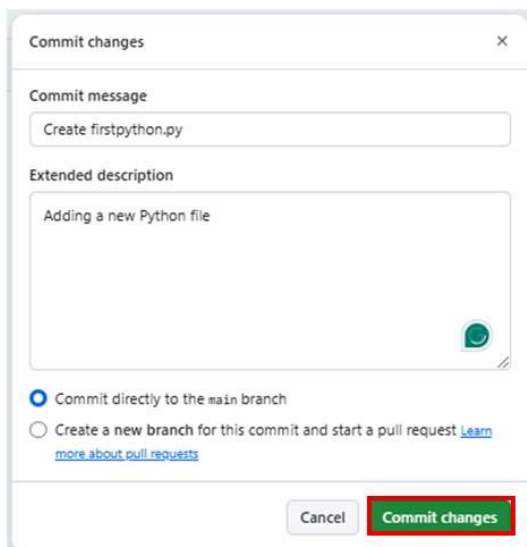 Commit changes
Commit message
Create firstpython.py
Extended description
Adding a new Python file
Commit directly to the main branch
Create a new branch for this commit and start a pull request Learn
more about pull requests
Cancel Commit changes